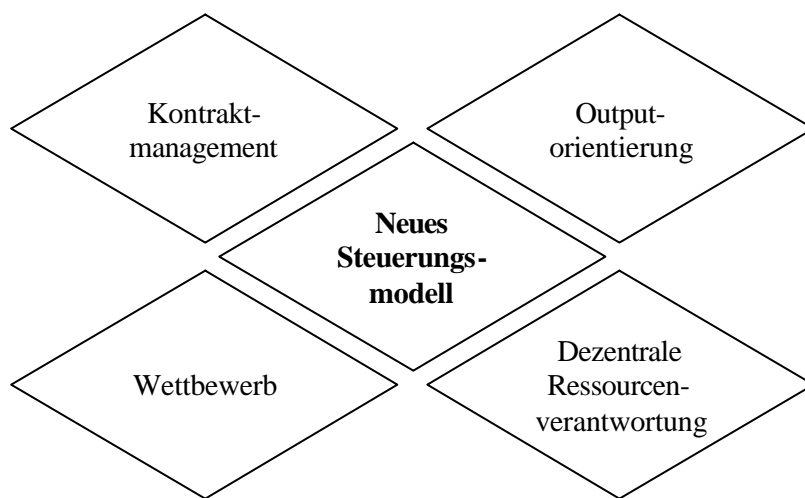 Kontrakt-
management
Output-
orientierung
Neues
Steuerungs-
modell
Wettbewerb
Dezentrale
Ressourcen-
verantwortung